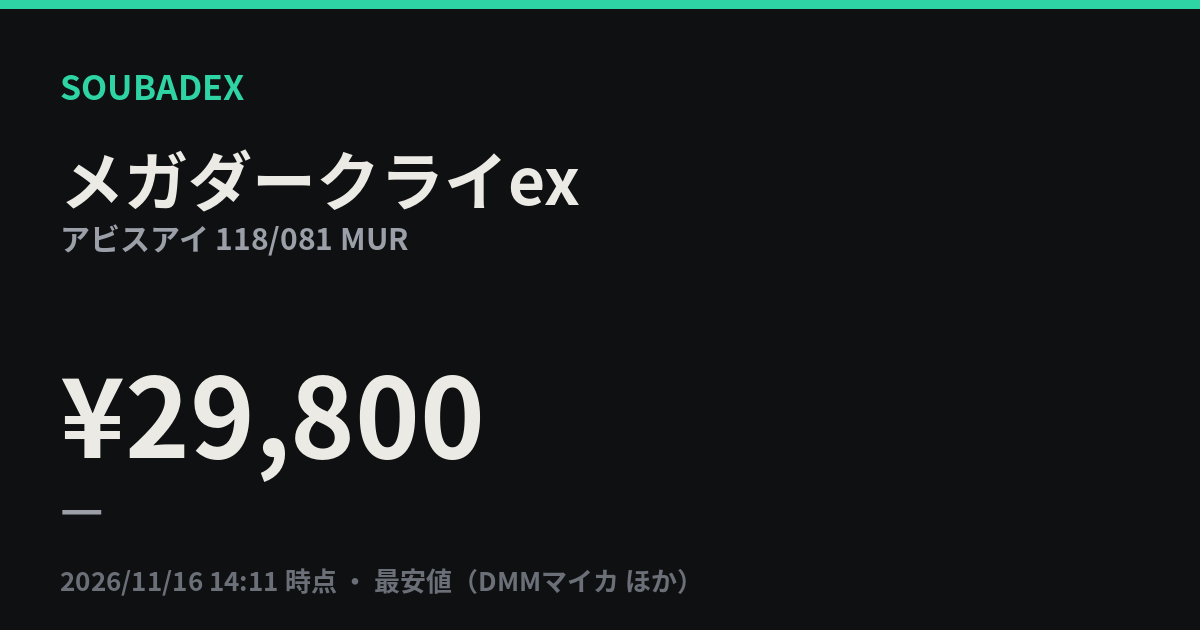 SOUBADEX
メガダークライex
アビスアイ 118/081 MUR
¥29,800
—
2026/11/16 14:11 時点 ・ 最安値（DMMマイカ ほか）